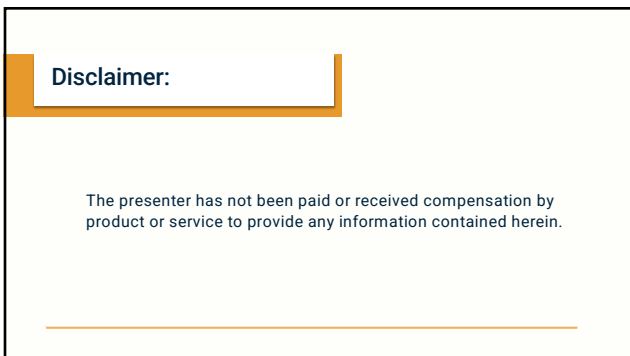 Disclaimer:
The presenter has not been paid or received compensation by
product or service to provide any information contained herein.